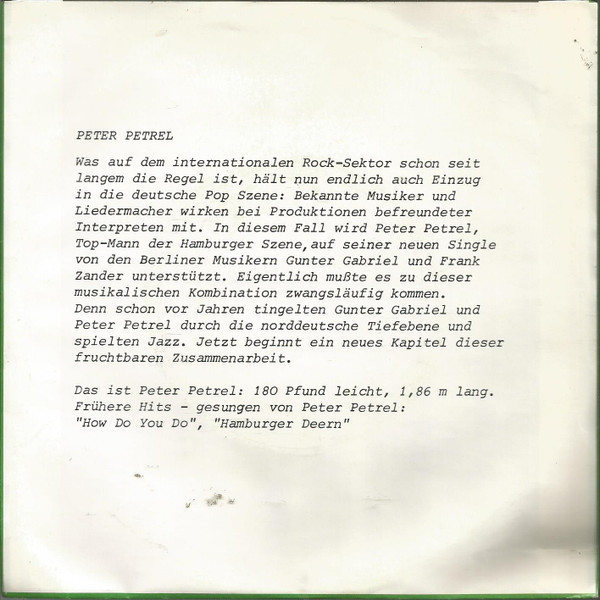 PETER PETREL
Was auf dem internationalen Rock-Sektor schon seit
langem die Regel ist, hält nun endlich auch Einzug
in die deutsche Pop Szene: Bekannte Musiker und
Liedermacher wirken bei Produktionen befreundeter
Interpreten mit. In diesem Fall wird Peter Petrel,
Top-Mann der Hamburger Szene,auf seiner neuen Single
von den Berliner Musikern Gunter Gabriel und Frank
Zander unterstützt. Eigentlich mußte es zu dieser
musikalischen Kombination zwangsläufig kommen.
Denn schon vor Jahren tingelten Gunter Gabriel und
Peter Petrel durch die norddeutsche Tiefebene und
spielten Jazz. Jetzt beginnt ein neues Kapitel dieser
fruchtbaren Zusammenarbeit.
Das ist Peter Petrel: 180 Pfund leicht, 1,86 m lang.
Frühere Hits - gesungen von Peter Petrel:
"How Do You Do", "Hamburger Deern"